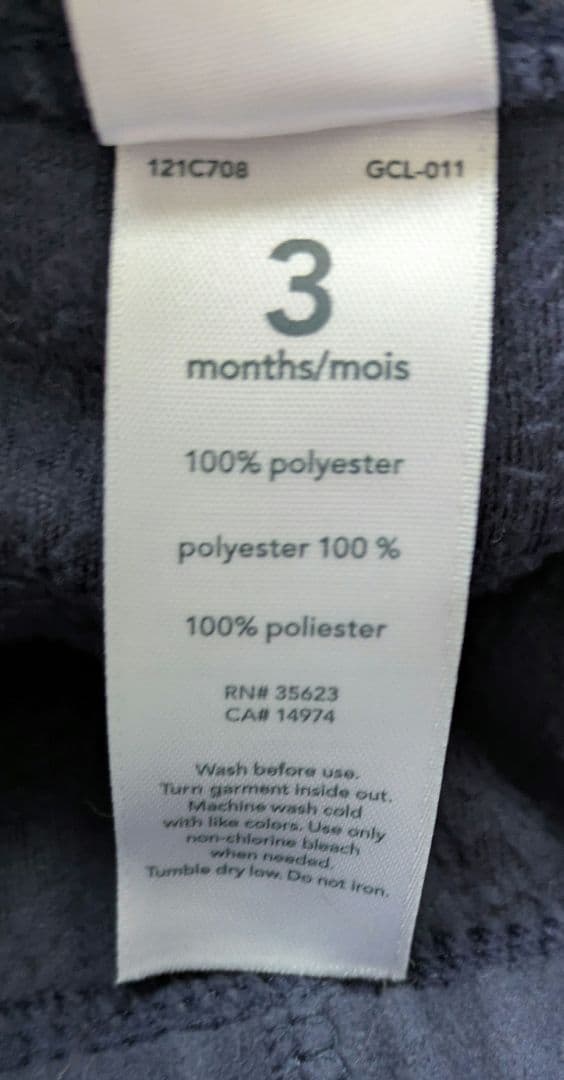 121C708 GCL-011
3
months/mois
100% polyester
polyester 100 %
100% poliester
RN# 35623
CA# 14974
Wash before use.
Turn garment inside out.
Machine wash cold
with like colors. Use only
non-chlorine bleach
when needed.
Tumble dry low. Do not iron.